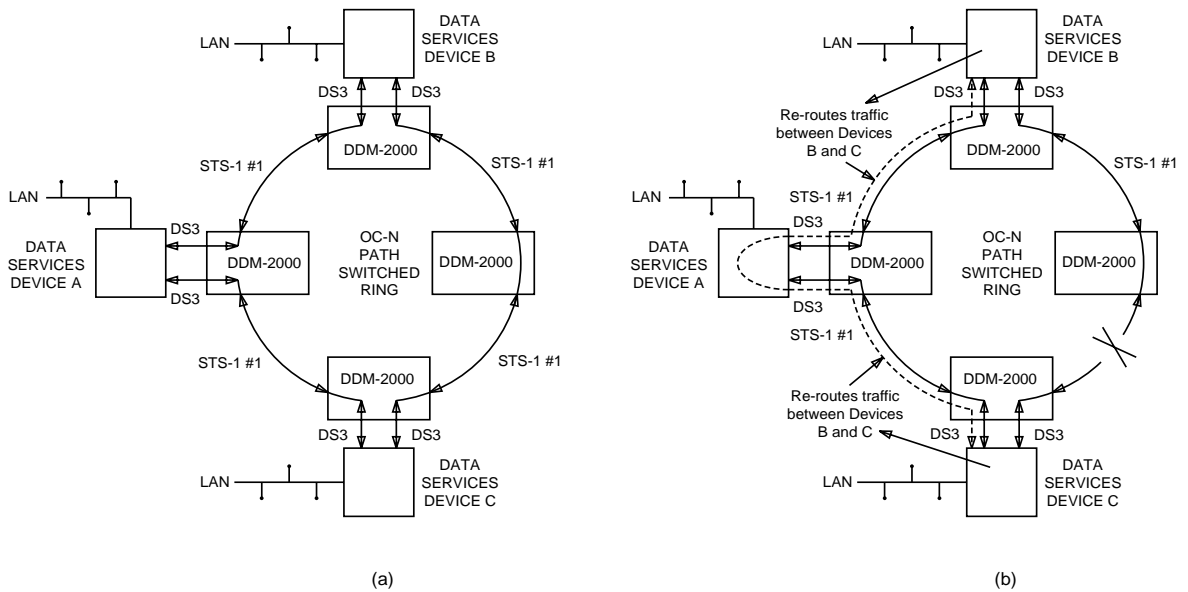 DATA
SERVICES
DEVICE B
LAN
DS3
DS3
DDM-2000
STS-1 #1
STS-1 #1
LAN
DS3
DATA
SERVICES
DEVICE A
DDM-2000
OC-N
PATH
SWITCHED
RING
DDM-2000
DS3
STS-1 #1
STS-1 #1
DDM-2000
DS3
DS3
LAN
DATA
SERVICES
DEVICE C
(a)
DATA
SERVICES
DEVICE B
LAN
DS3
DS3
Re-routes traffic
between Devices
B and C
DDM-2000
STS-1 #1
STS-1 #1
LAN
DS3
DATA
SERVICES
DEVICE A
DDM-2000
OC-N
PATH
SWITCHED
RING
DDM-2000
DS3
STS-1 #1
DDM-2000
Re-routes traffic
between Devices
B and C
DS3
DS3
LAN
DATA
SERVICES
DEVICE C
(b)